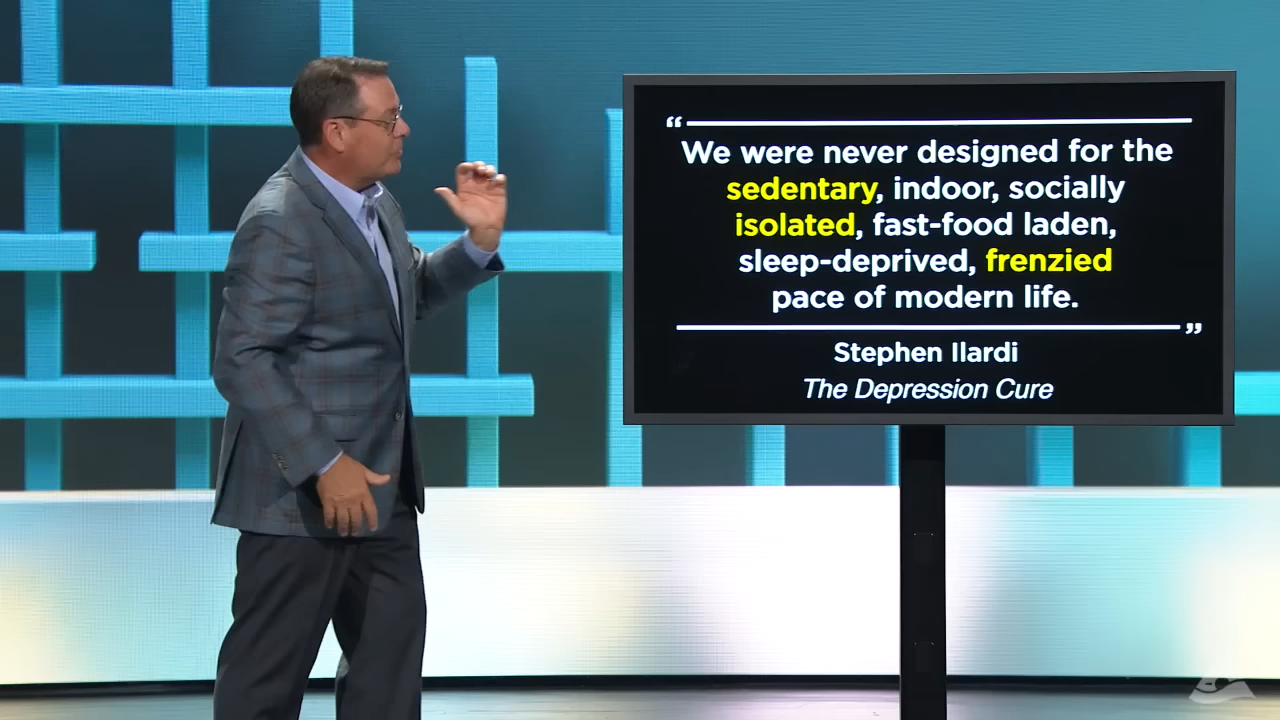 “
We were never designed for the
sedentary, indoor, socially
isolated, fast-food laden,
sleep-deprived, frenzied
pace of modern life.
”
Stephen Ilardi
The Depression Cure